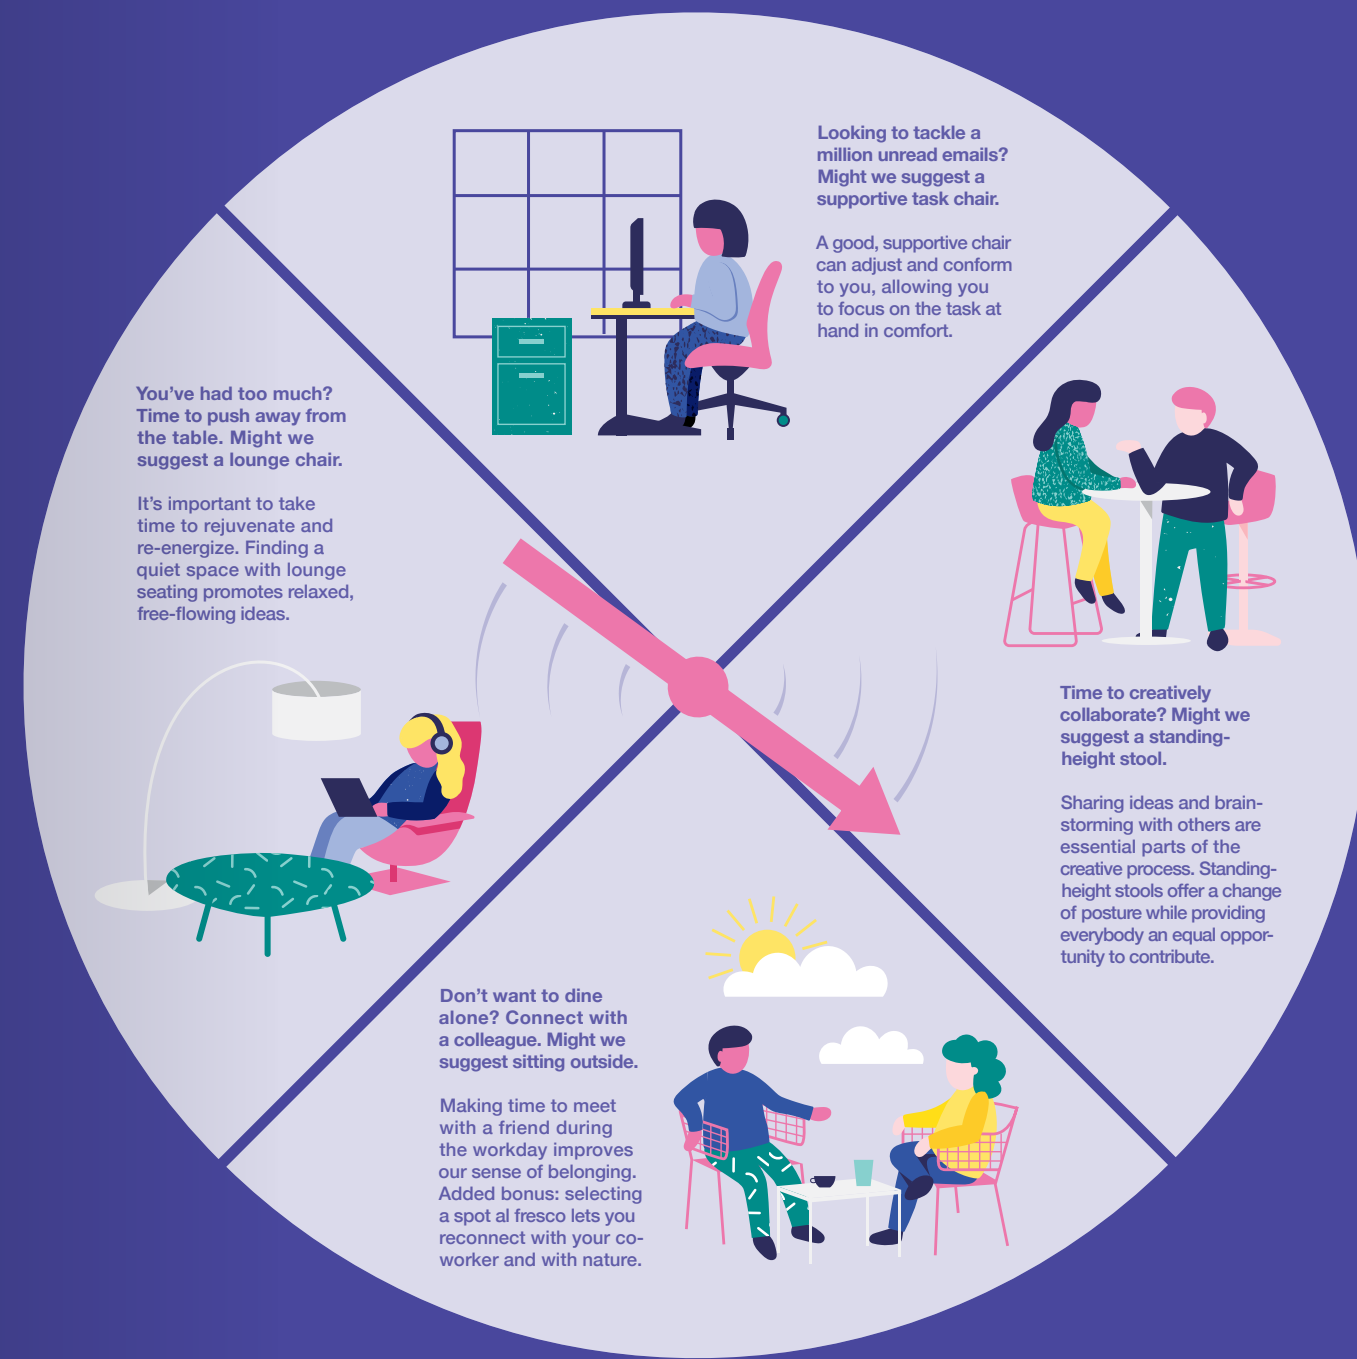 Looking to tackle a
million unread emails?
Might we suggest a
supportive task chair.
A good, supportive chair
can adjust and conform
to you, allowing you
to focus on the task at
hand in comfort.
You’ve had too much?
Time to push away from
the table. Might we
suggest a lounge chair.
It’s important to take
time to rejuvenate and
re-energize. Finding a
quiet space with lounge
seating promotes relaxed,
free-flowing ideas.
Time to creatively
collaborate? Might we
suggest a standing-
height stool.
Sharing ideas and brain-
storming with others are
essential parts of the
creative process. Standing-
height stools offer a change
of posture while providing
everybody an equal oppor-
tunity to contribute.
Don’t want to dine
alone? Connect with
a colleague. Might we
suggest sitting outside.
Making time to meet
with a friend during
the workday improves
our sense of belonging.
Added bonus: selecting
a spot al fresco lets you
reconnect with your co-
worker and with nature.